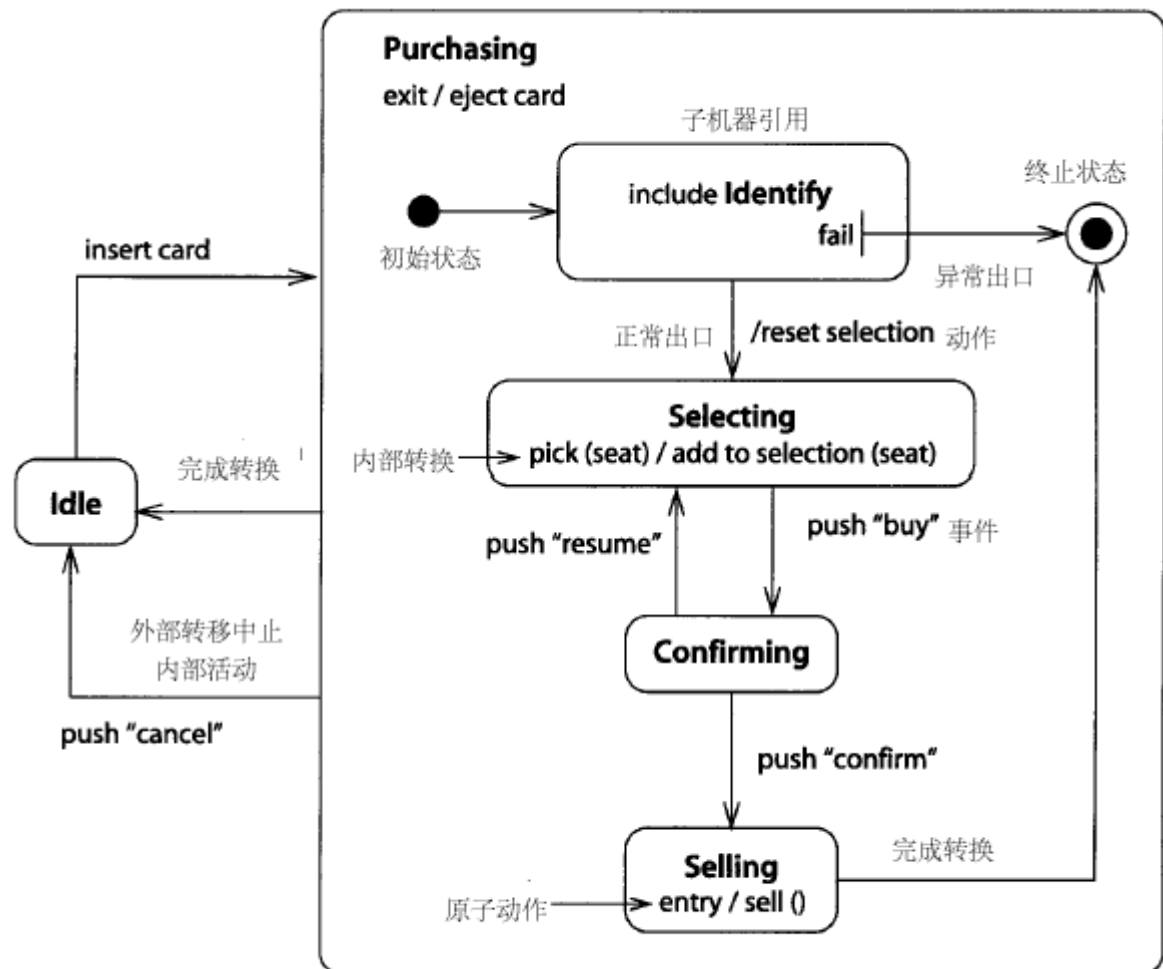 Purchasing
exit / eject card
子机器引用
include Identify
fail
终止状态
初始状态
异常出口
insert card
正常出口
/reset selection 动作
Selecting
pick (seat) / add to selection (seat)
内部转换
完成转换
Idle
push “resume”
push “buy” 事件
外部转移中止
内部活动
push “cancel”
Confirming
push “confirm”
Selling
entry / sell ()
原子动作
完成转换